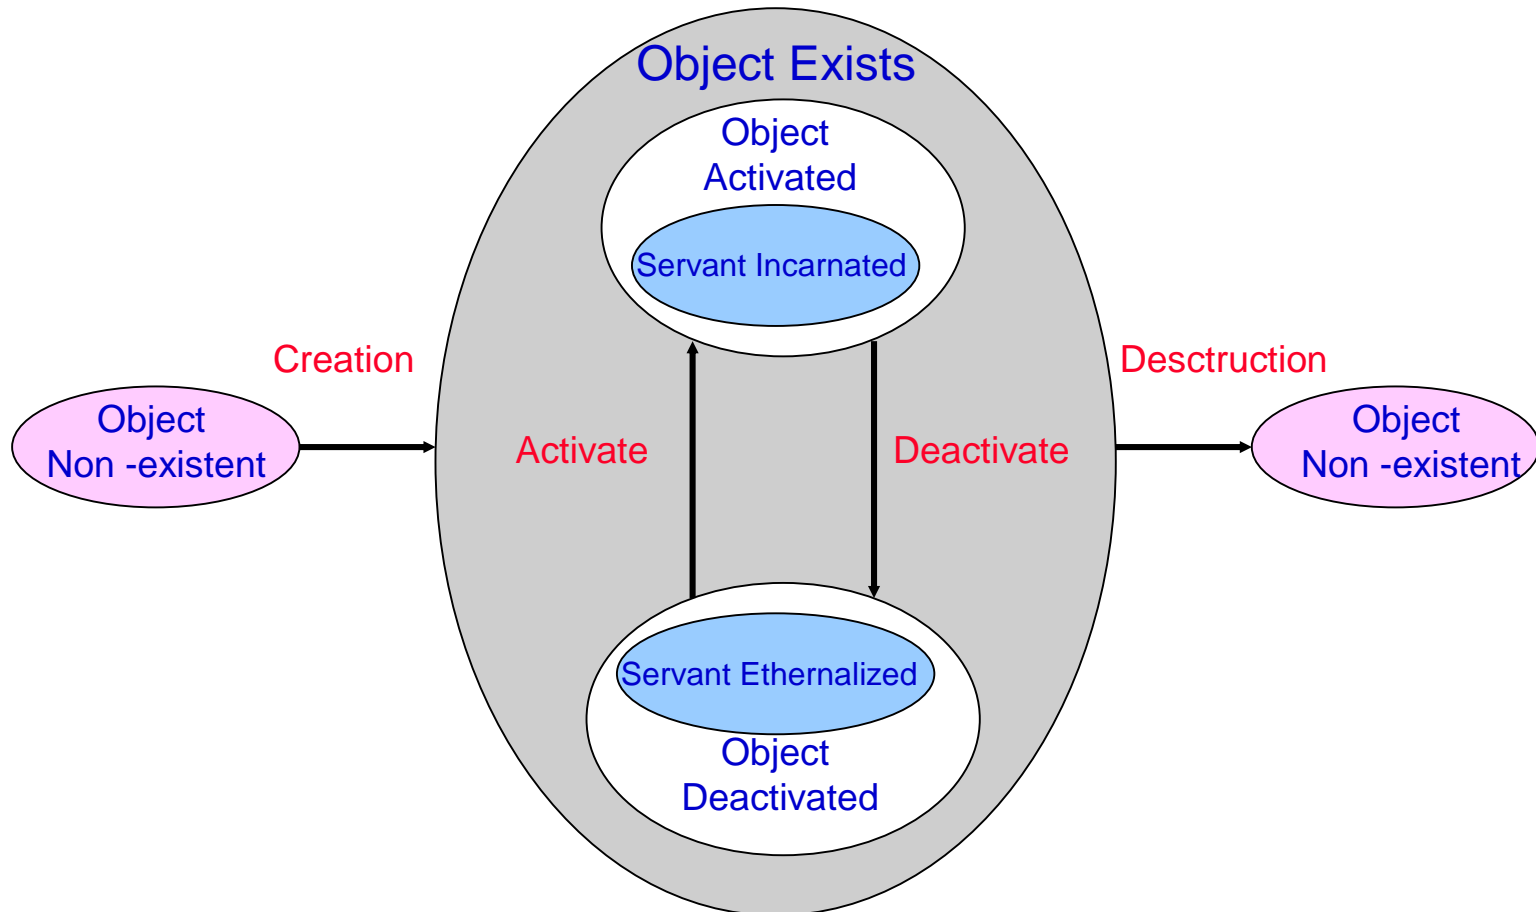 Object Exists
Object
Activated
Servant Incarnated
Creation
Desctruction
Object
Non -existent
Activate
Deactivate
Object
Non -existent
Servant Ethernalized
Object
Deactivated